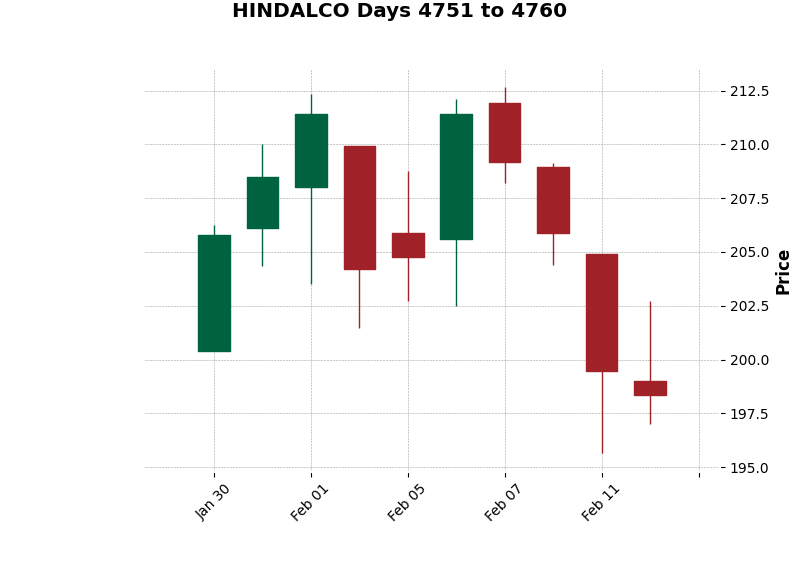 HINDALCO Days 4751 to 4760
212.5
210.0
207.5
205.0
202.5
200.0
197.5
195.0
Price
Jan 30
Feb 01
Feb 05
Feb 07
Feb 11